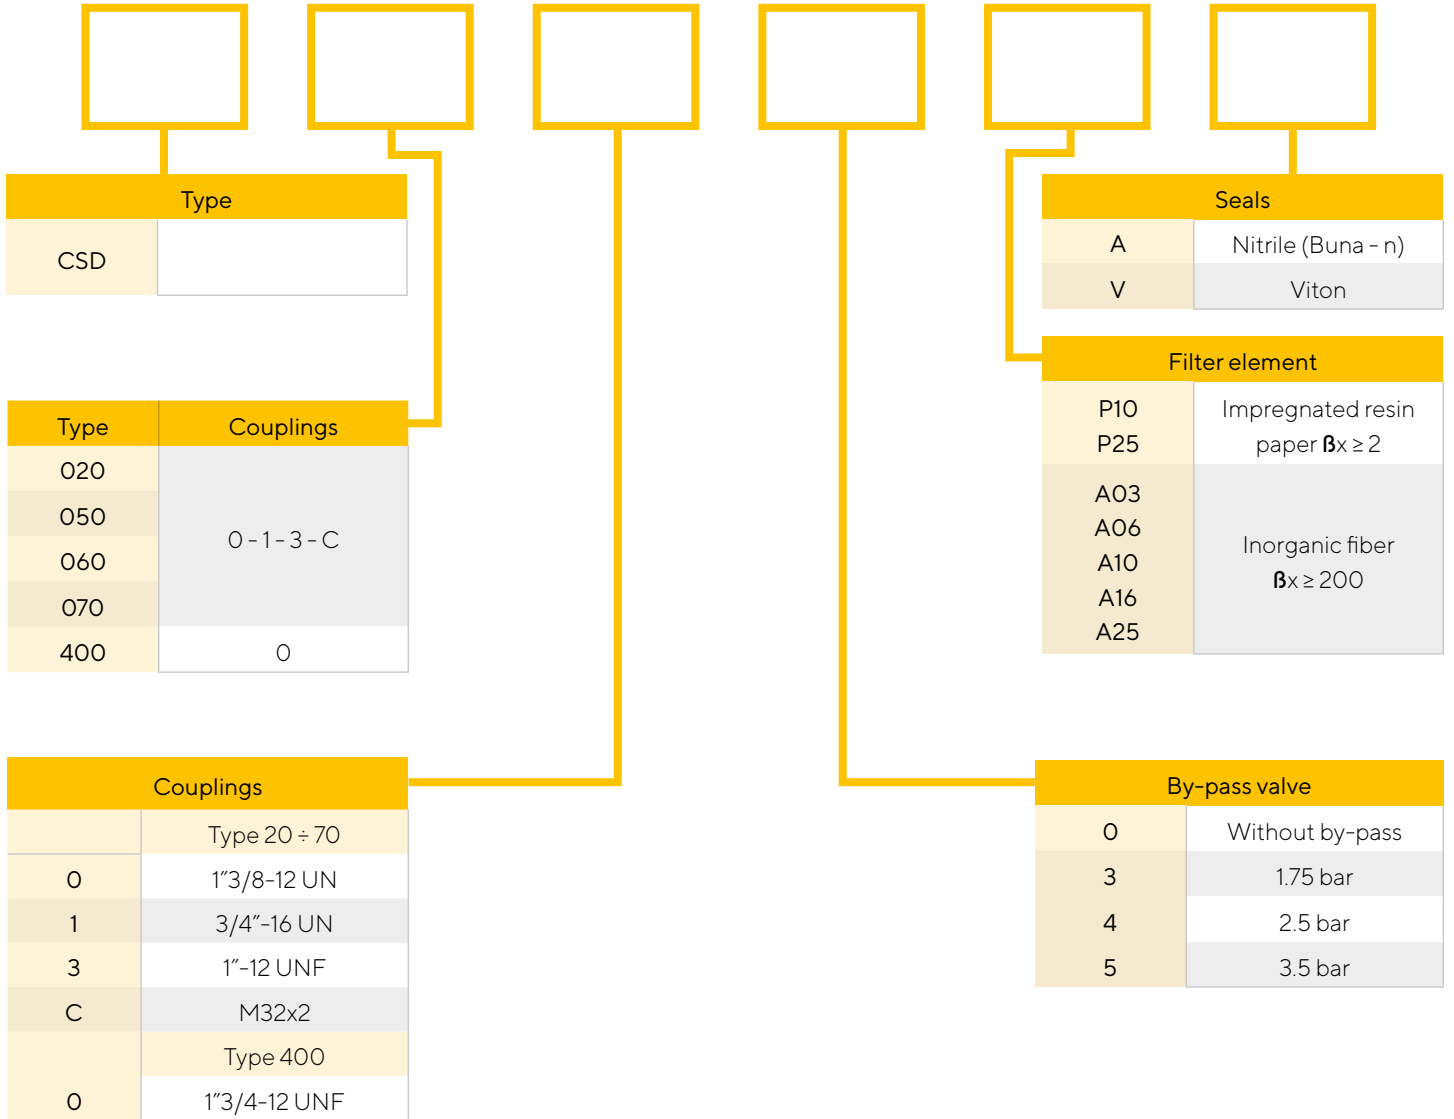 Type
CSD
Type Couplings
020
050
060
070
0 - 1 - 3 - C
400 0
Couplings
Type 20 ÷ 70
0 1”3/8-12 UN
1 3/4”-16 UN
3 1”-12 UNF
C M32x2
Type 400
0 1”3/4-12 UNF
Seals
A Nitrile (Buna - n)
V Viton
Filter element
P10
P25
Impregnated resin
paper ßx ≥ 2
A03
A06
A10
A16
A25
Inorganic fiber
ßx ≥ 200
By-pass valve
0 Without by-pass
3 1.75 bar
4 2.5 bar
5 3.5 bar